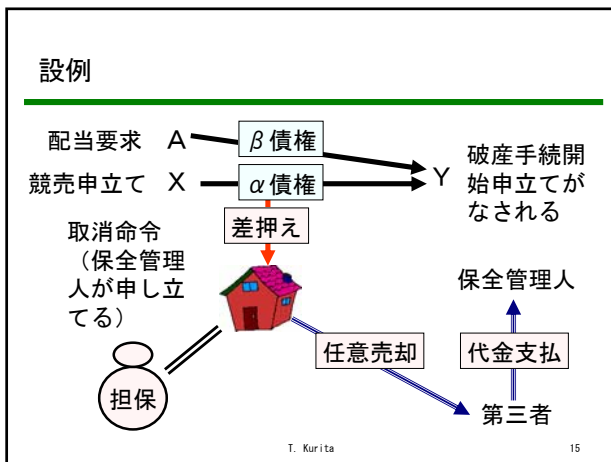 設例
配当要求 A β債権
競売申立て X α債権 Y
破産手続開
始申立てが
なされる
取消命令
（保全管理
人が申し立
てる）
差押え
保全管理人
任意売却
代金支払
担保
第三者
T. Kurita 15